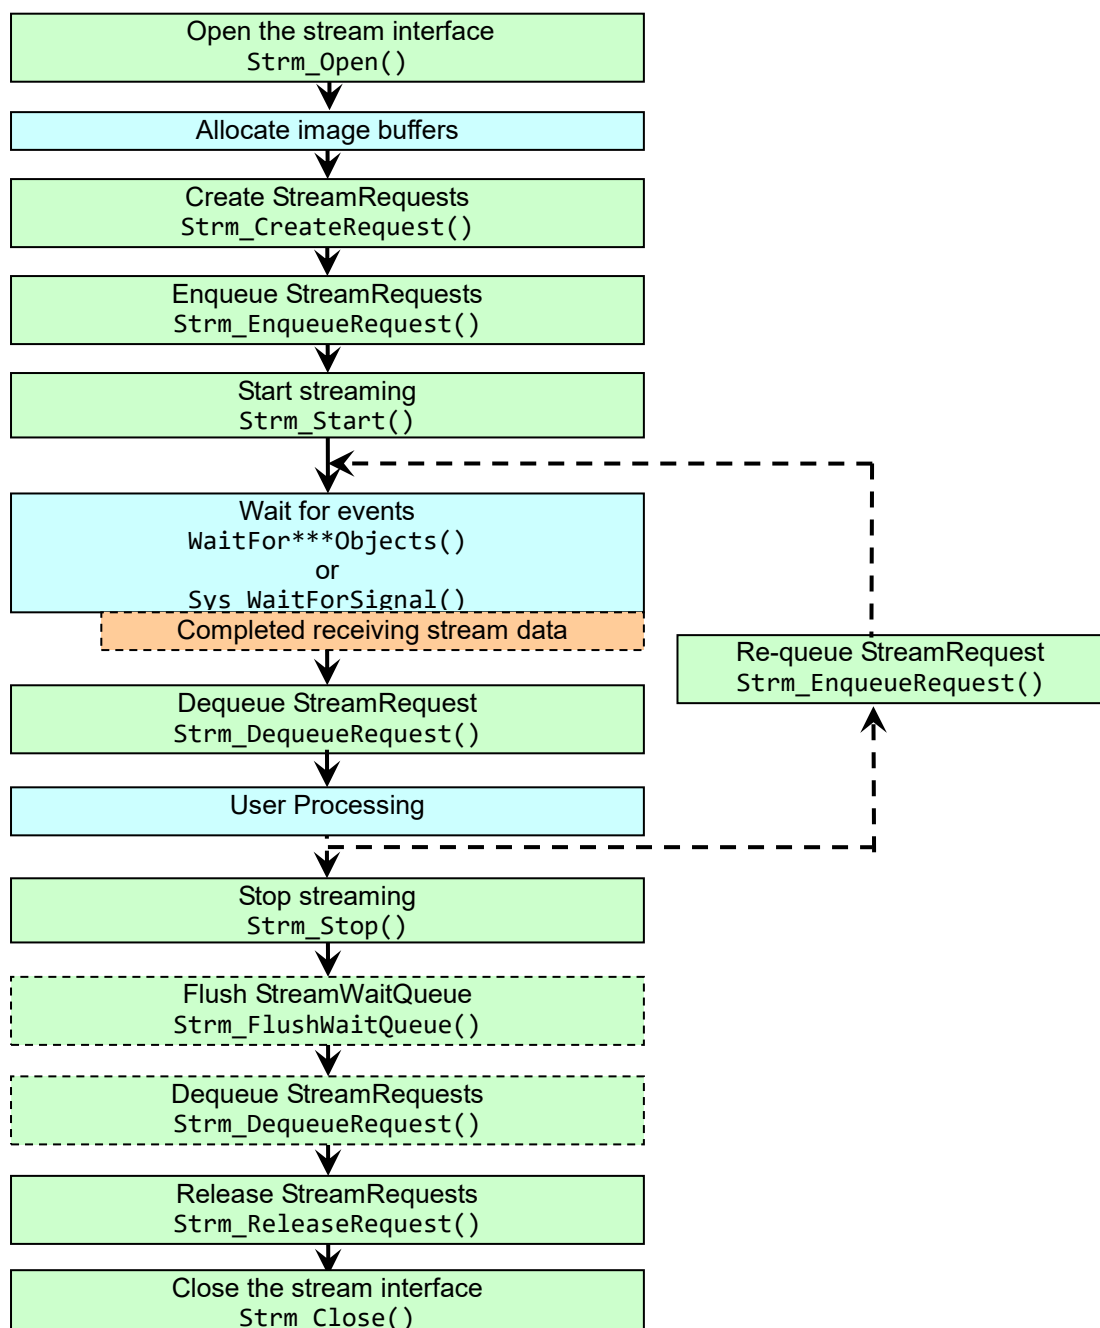 Open the stream interface
Strm_Open()
Allocate image buffers
Create StreamRequests
Strm_CreateRequest()
Enqueue StreamRequests
Strm_EnqueueRequest()
Start streaming
Strm_Start()
Wait for events
WaitFor***Objects()
or
Sys_WaitForSignal()
Completed receiving stream data
Re-queue StreamRequest
Strm_EnqueueRequest()
Dequeue StreamRequest
Strm_DequeueRequest()
User Processing
Stop streaming
Strm_Stop()
Flush StreamWaitQueue
Strm_FlushWaitQueue()
Dequeue StreamRequests
Strm_DequeueRequest()
Release StreamRequests
Strm_ReleaseRequest()
Close the stream interface
Strm_Close()